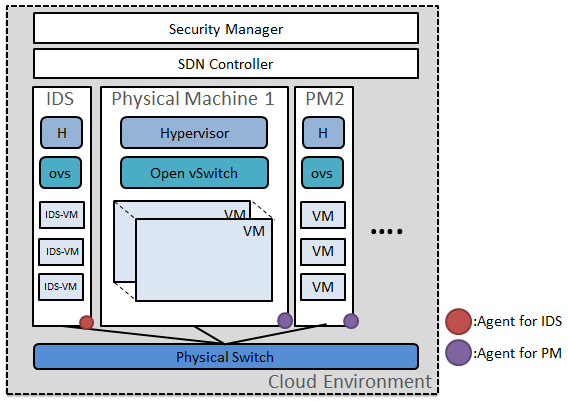 Security Manager
SDN Controller
IDS
Physical Machine 1
PM2
H
Hypervisor
H
ovs
Open vSwitch
ovs
IDS-VM
IDS-VM
IDS-VM
VM
VM
VM
VM
VM
....
:Agent for IDS
:Agent for PM
Physical Switch
Cloud Environment